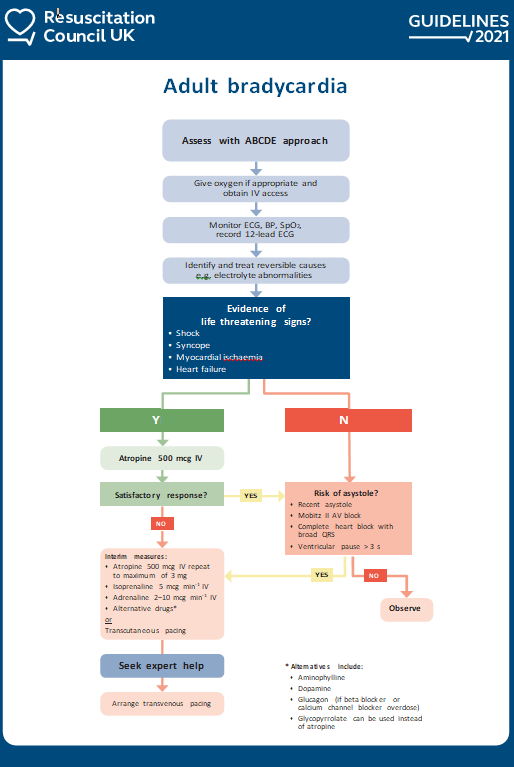 Resuscitation
Council UK
GUIDELINES
2021
Adult bradycardia
Assess with ABCDE approach
Give oxygen if appropriate and
obtain IV access
Monitor ECG, BP, SpO₂,
record 12-lead ECG
Identify and treat reversible causes
e.g. electrolyte abnormalities
Evidence of
life threatening signs?
• Shock
• Syncope
• Myocardial ischaemia
• Heart failure
Y
N
Atropine 500 mcg IV
Satisfactory response?
YES
Risk of asystole?
• Recent asystole
• Mobitz II AV block
• Complete heart block with
broad QRS
• Ventricular pause > 3 s
NO
Interim measures:
• Atropine 500 mcg IV repeat
to maximum of 3 mg
• Isoprenaline 5 mcg min⁻¹ IV
• Adrenaline 2–10 mcg min⁻¹ IV
• Alternative drugs*
or
Transcutaneous pacing
YES
NO
Observe
Seek expert help
Arrange transvenous pacing
* Alternatives include:
• Aminophylline
• Dopamine
• Glucagon (if beta-blocker or
calcium channel blocker overdose)
• Glycopyrrolate can be used instead
of atropine